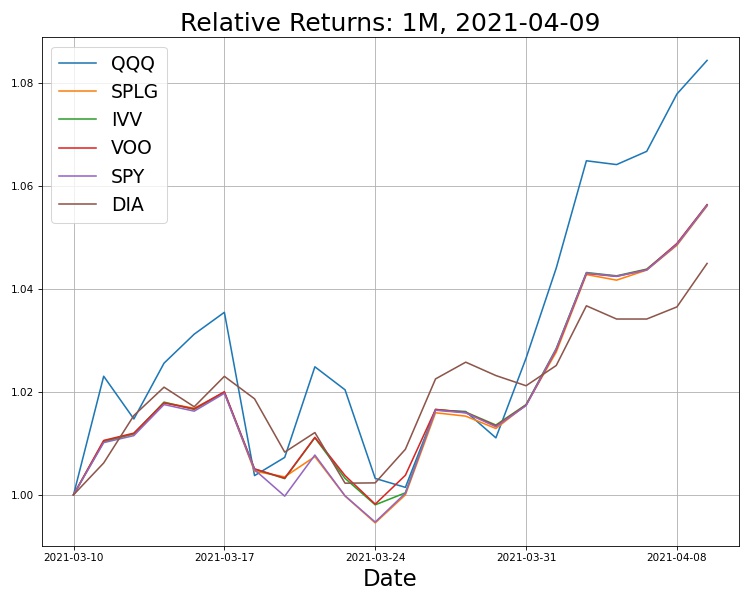 Relative Returns: 1M, 2021-04-09
QQQ
SPLG
IVV
VOO
SPY
DIA
1.08
1.06
1.04
1.02
1.00
2021-03-10 2021-03-17 2021-03-24 2021-03-31 2021-04-08
Date